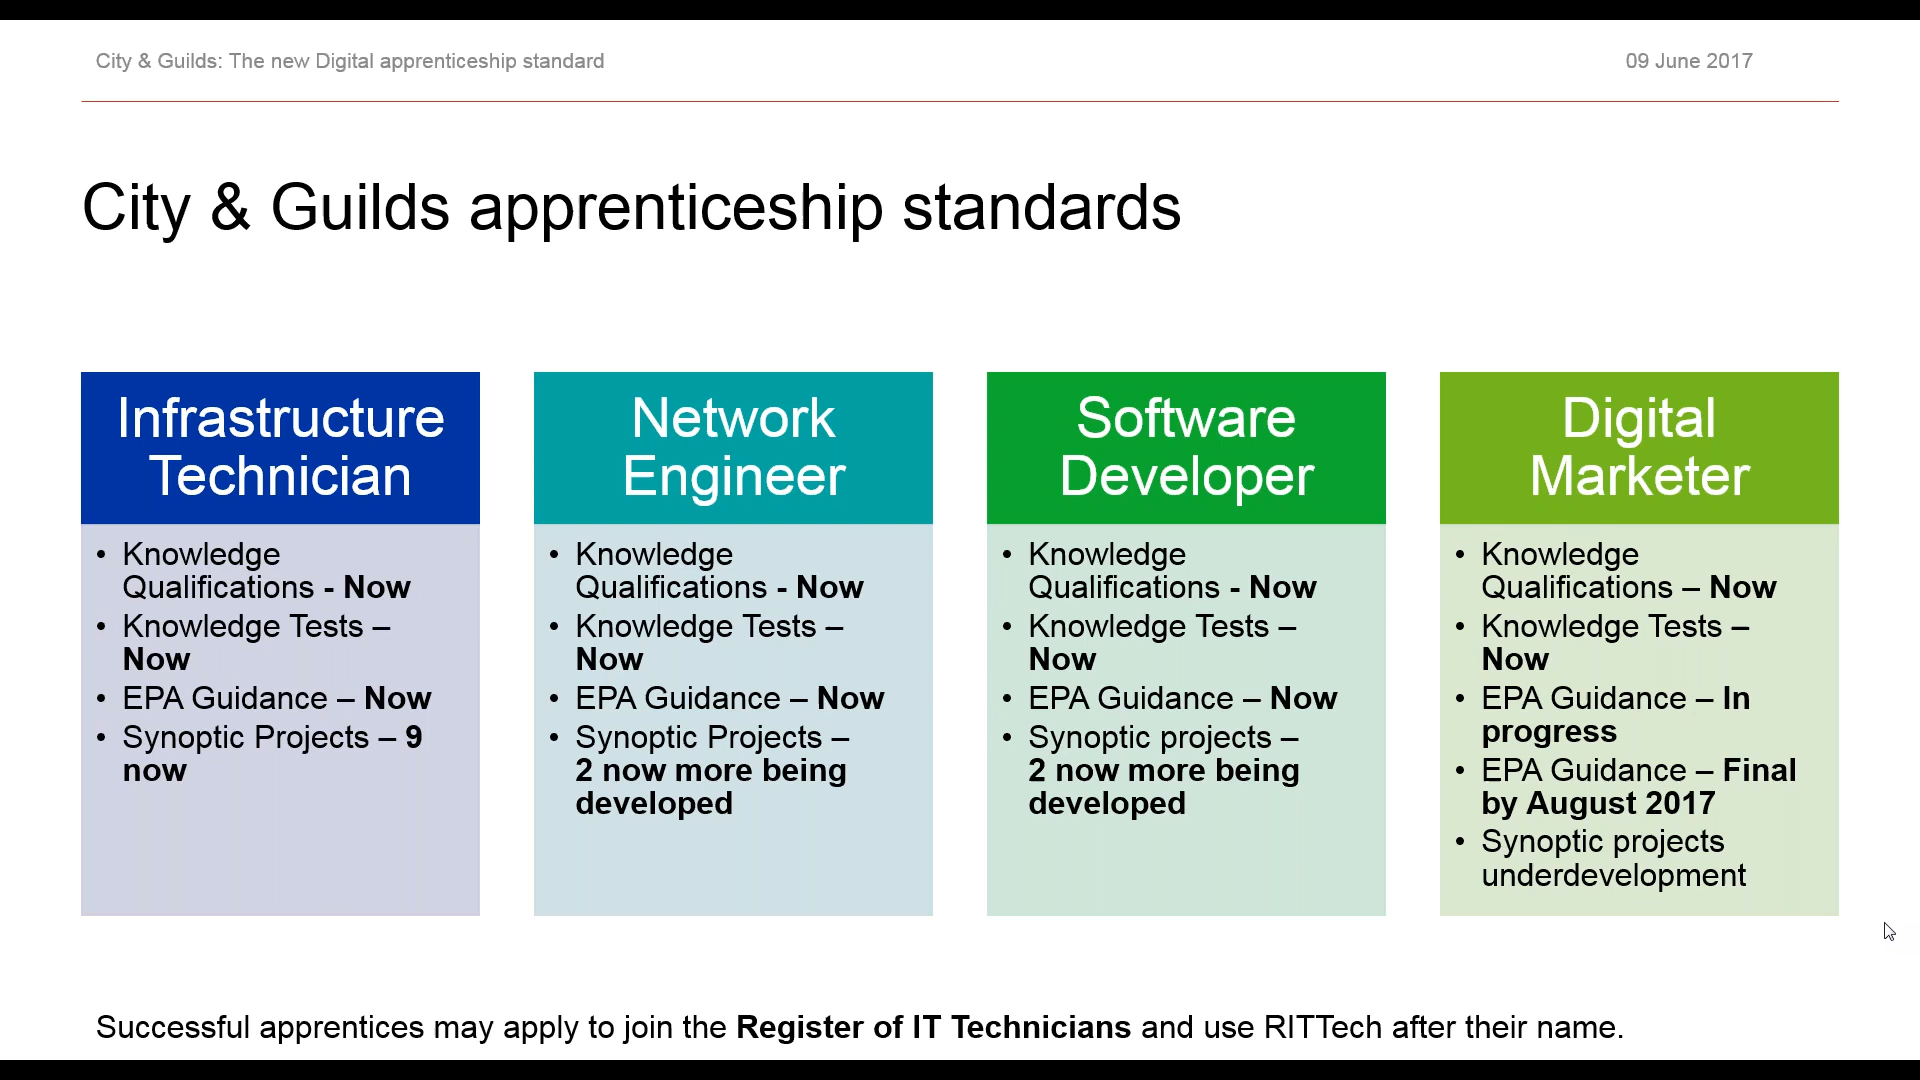 City & Guilds: The new Digital apprenticeship standard
09 June 2017
City & Guilds apprenticeship standards
Infrastructure
Technician
• Knowledge
Qualifications - Now
• Knowledge Tests –
Now
• EPA Guidance – Now
• Synoptic Projects – 9
now
Network
Engineer
• Knowledge
Qualifications - Now
• Knowledge Tests –
Now
• EPA Guidance – Now
• Synoptic Projects –
2 now more being
developed
Software
Developer
• Knowledge
Qualifications - Now
• Knowledge Tests –
Now
• EPA Guidance – Now
• Synoptic projects –
2 now more being
developed
Digital
Marketer
• Knowledge
Qualifications – Now
• Knowledge Tests –
Now
• EPA Guidance – In
progress
• EPA Guidance – Final
by August 2017
• Synoptic projects
underdevelopment
Successful apprentices may apply to join the Register of IT Technicians and use RITTech after their name.